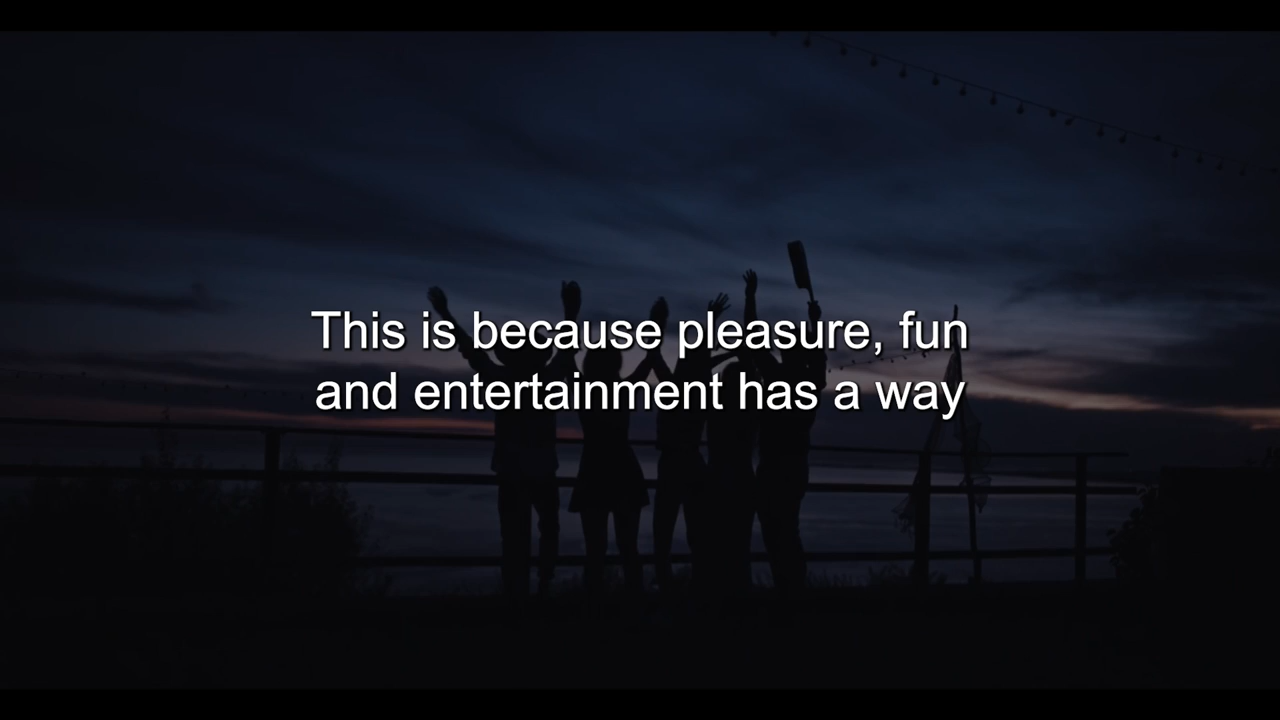 This is because pleasure, fun
and entertainment has a way